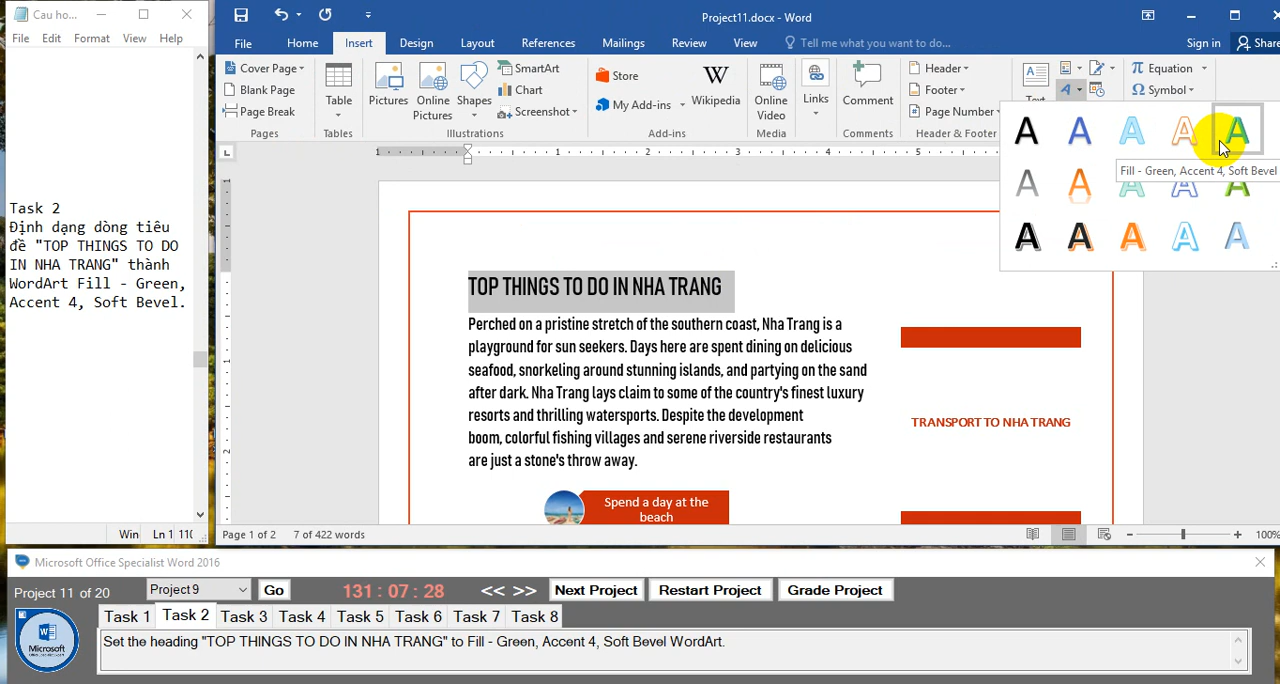 Cau ho...
File Edit Format View Help
Task 2
Định dạng dòng tiêu
đề "TOP THINGS TO DO
IN NHA TRANG" thành
WordArt Fill - Green,
Accent 4, Soft Bevel.
Win Ln 1 110
Project11.docx - Word
File Home Insert Design Layout References Mailings Review View Tell me what you want to do... Sign in Share
Cover Page
Blank Page
Page Break
Pages
Table
Tables
Pictures
Online
Pictures
Shapes
SmartArt
Chart
Screenshot
Illustrations
Store
My Add-ins
Wikipedia
Add-ins
Online
Video
Media
Links
Comment
Comments
Header
Footer
Page Number
Header & Footer
Text
Equation
Symbol
A A A A A
Fill - Green, Accent 4, Soft Bevel
A A A A A
A A A A A
1 1 2 3 4 5
1
1
2
TOP THINGS TO DO IN NHA TRANG
Perched on a pristine stretch of the southern coast, Nha Trang is a
playground for sun seekers. Days here are spent dining on delicious
seafood, snorkeling around stunning islands, and partying on the sand
after dark. Nha Trang lays claim to some of the country's finest luxury
resorts and thrilling watersports. Despite the development
boom, colorful fishing villages and serene riverside restaurants
are just a stone's throw away.
TRANSPORT TO NHA TRANG
Spend a day at the
beach
Page 1 of 2 7 of 422 words 100%
Microsoft Office Specialist Word 2016
Project 11 of 20 Project9 Go 131:07:28 << >> Next Project Restart Project Grade Project
Task 1 Task 2 Task 3 Task 4 Task 5 Task 6 Task 7 Task 8
Microsoft
Set the heading "TOP THINGS TO DO IN NHA TRANG" to Fill - Green, Accent 4, Soft Bevel WordArt.